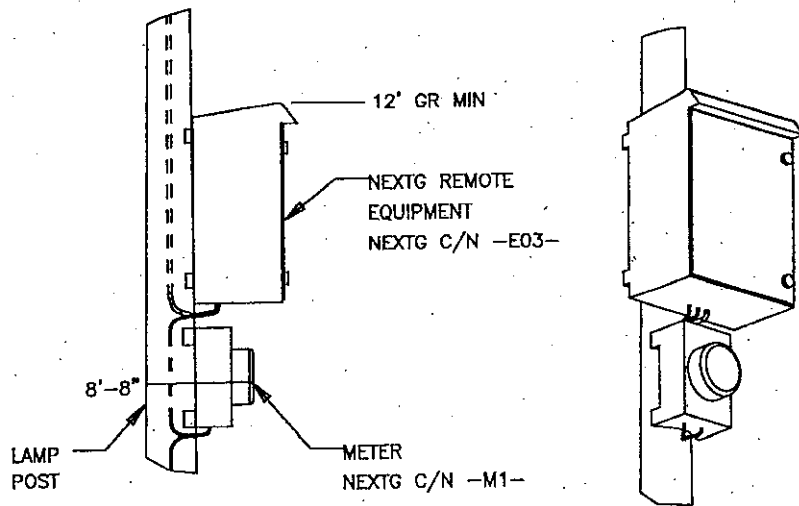 12' GR MIN
NEXTG REMOTE
EQUIPMENT
NEXTG C/N -E03-
8'-8"
LAMP
POST
METER
NEXTG C/N -M1-